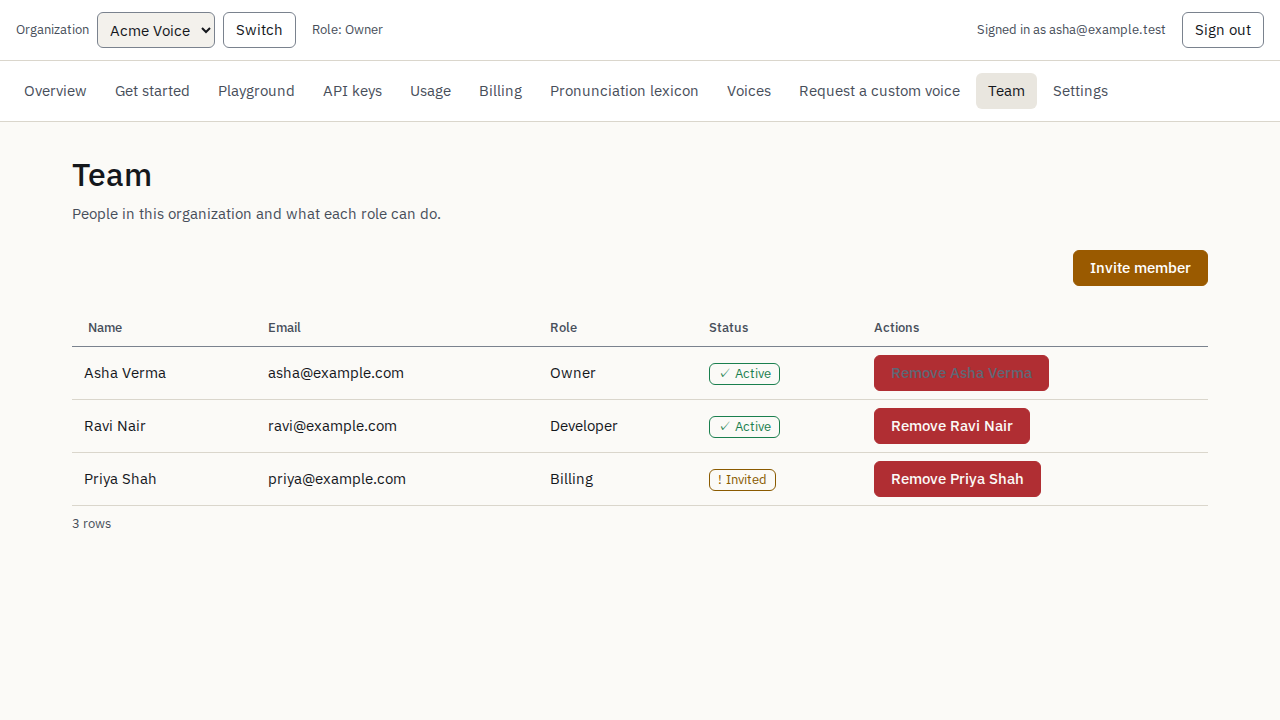 Organization Acme Voice Switch Role: Owner Signed in as asha@example.test Sign out
Overview Get started Playground API keys Usage Billing Pronunciation lexicon Voices Request a custom voice Team Settings
Team
People in this organization and what each role can do.
Invite member
Name Email Role Status Actions
Asha Verma asha@example.com Owner ✓ Active Remove Asha Verma
Ravi Nair ravi@example.com Developer ✓ Active Remove Ravi Nair
Priya Shah priya@example.com Billing ! Invited Remove Priya Shah
3 rows